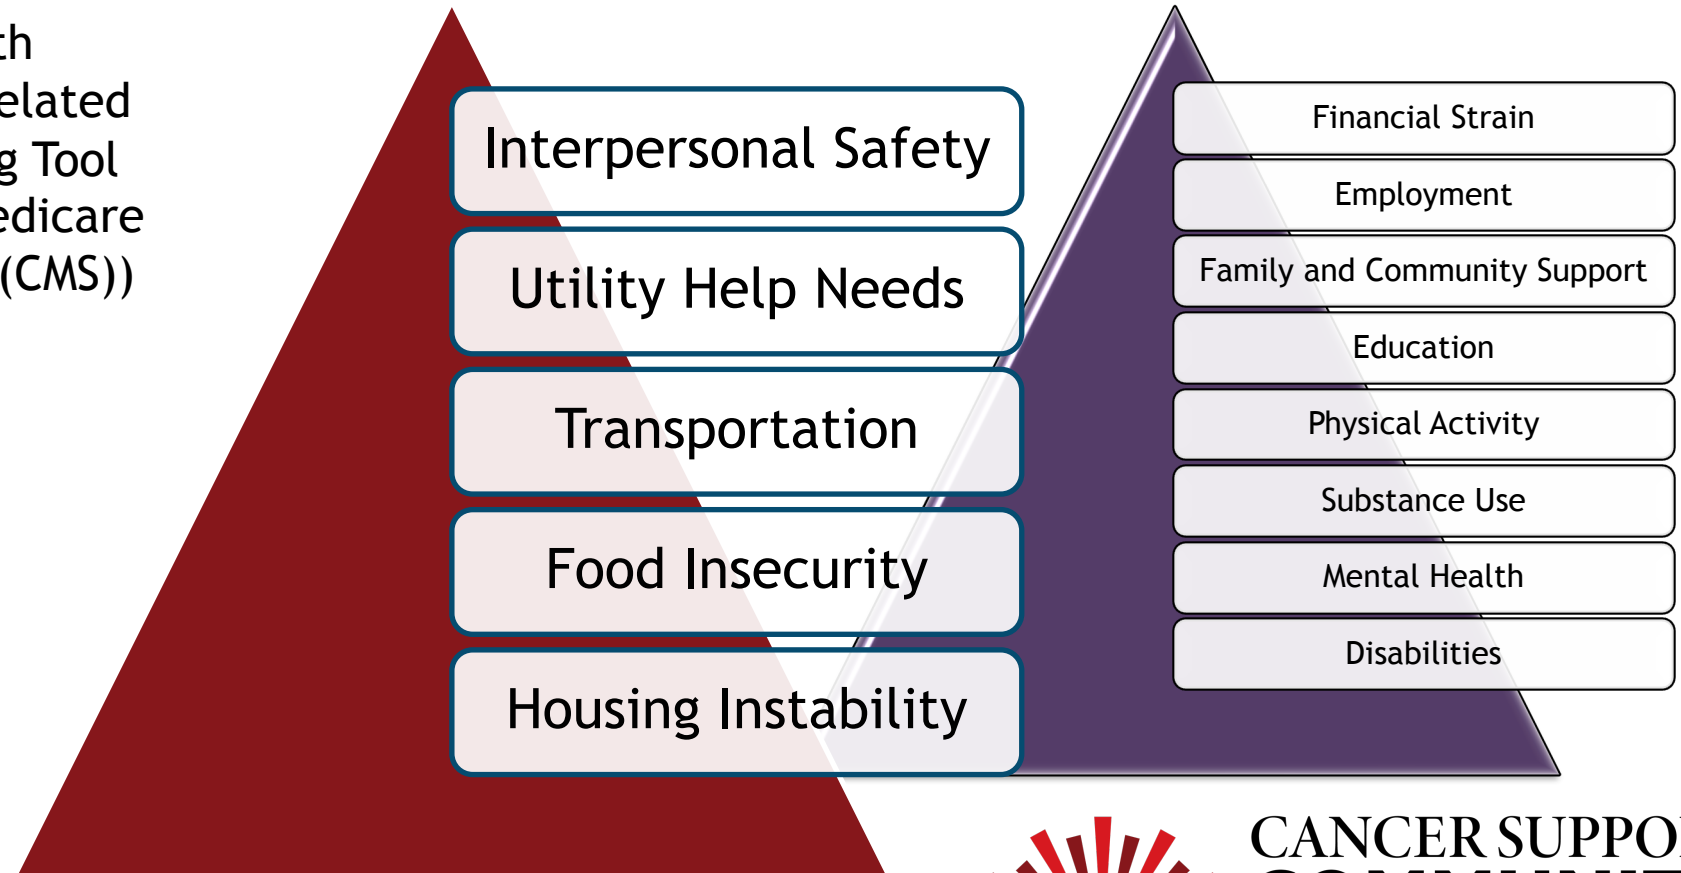 th
elated
g Tool
edicare
(CMS))
Interpersonal Safety
Utility Help Needs
Transportation
Food Insecurity
Housing Instability
Financial Strain
Employment
Family and Community Support
Education
Physical Activity
Substance Use
Mental Health
Disabilities
CANCER SUPPO